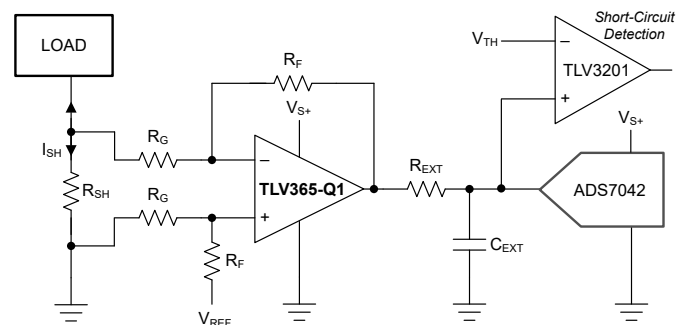 Short-Circuit
Detection
LOAD
V_TH
−
TLV3201
+
R_F
V_S+
V_S+
R_G
I_SH
−
R_EXT
R_SH
TLV365-Q1
ADS7042
R_G
+
C_EXT
R_F
V_REF